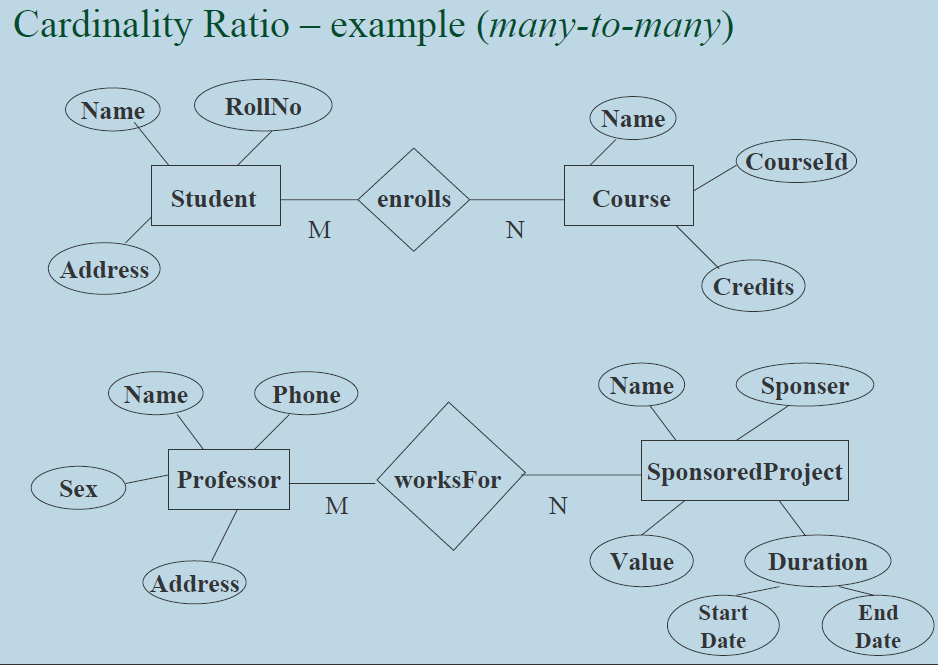 Cardinality Ratio – example (many-to-many)
Name
RollNo
Name
CourseId
Student
enrolls
Course
M
N
Address
Credits
Name
Phone
Name
Sponser
Sex
Professor
worksFor
SponsoredProject
M
N
Address
Value
Duration
Start
Date
End
Date